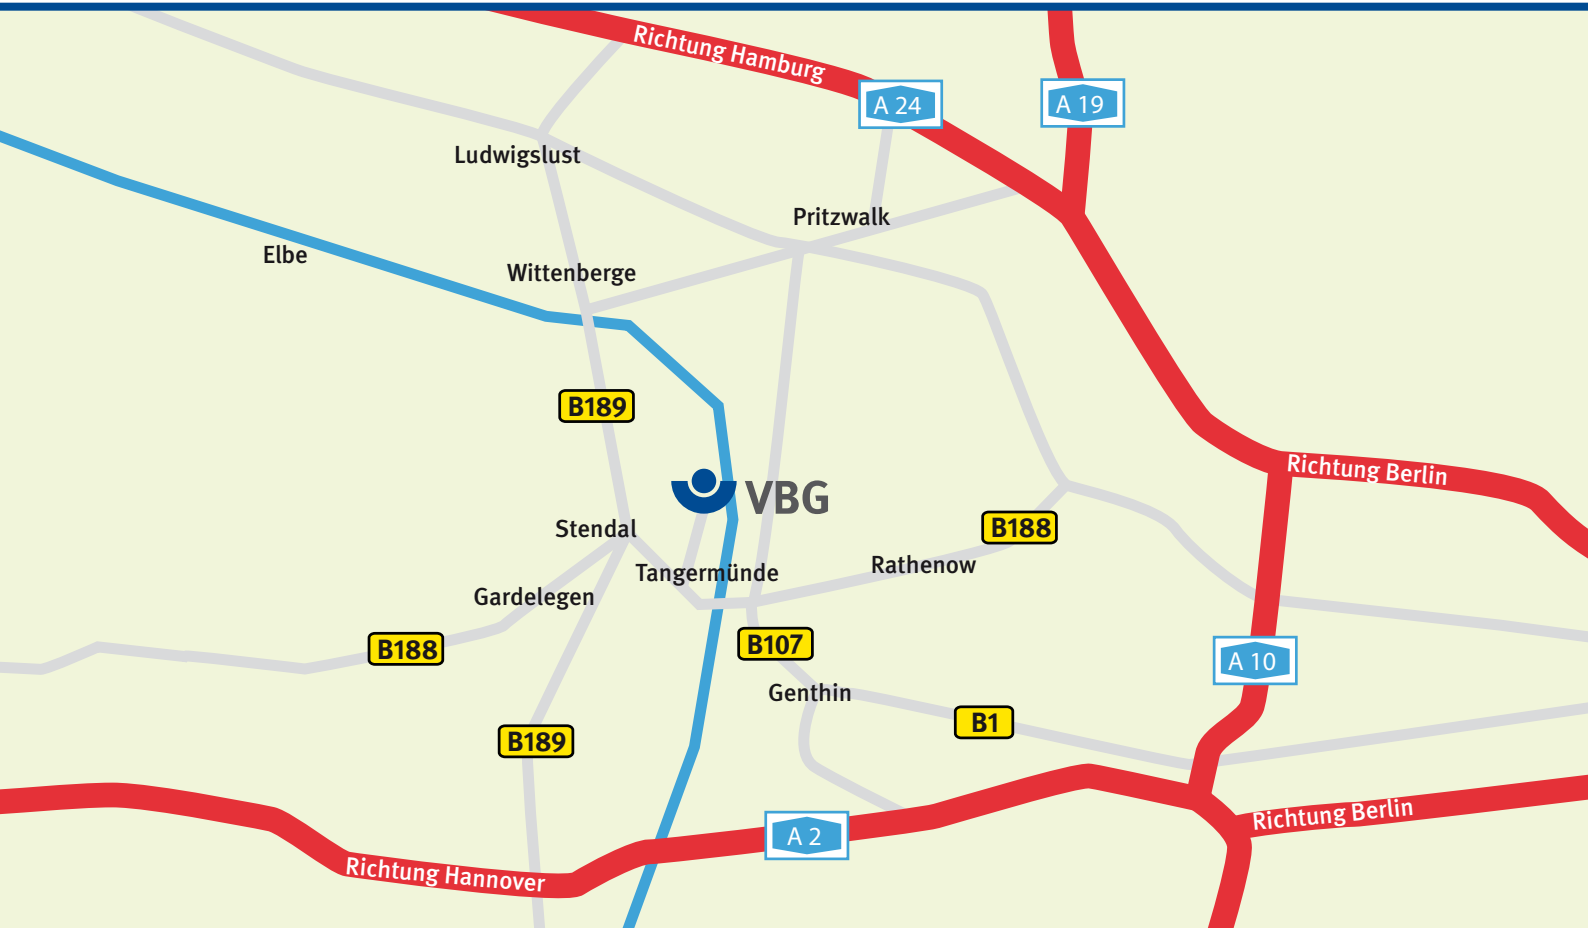 Richtung Hamburg
A 24
A 19
Ludwigslust
Pritzwalk
Elbe
Wittenberge
B189
Richtung Berlin
VBG
Stendal
B188
Rathenow
Tangermünde
Gardelegen
B188
B107
A 10
Genthin
B1
B189
Richtung Berlin
A 2
Richtung Hannover